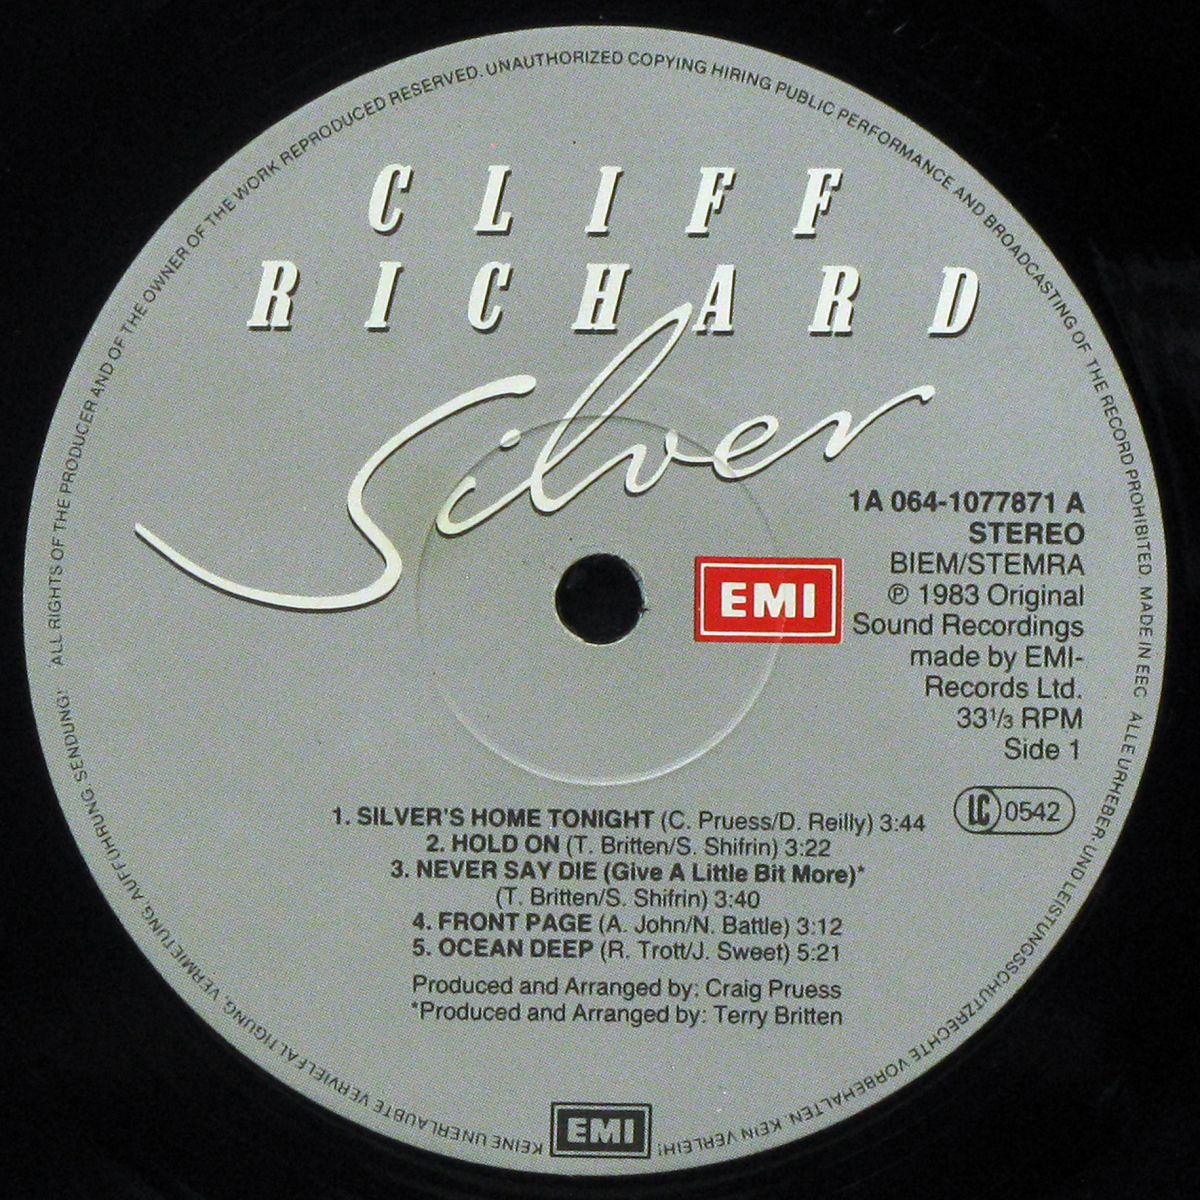 ALL RIGHTS OF THE PRODUCER AND OF THE OWNER OF THE WORK REPRODUCED RESERVED. UNAUTHORIZED COPYING HIRING PUBLIC PERFORMANCE AND BROADCASTING OF THE RECORD PROHIBITED. MADE IN EEC
CLIFF
RICHARD
Silver
1A 064-1077871 A
STEREO
BIEM/STEMRA
℗ 1983 Original
Sound Recordings
made by EMI-
Records Ltd.
33⅓ RPM
Side 1
EMI
LC 0542
1. SILVER'S HOME TONIGHT (C. Pruess/D. Reilly) 3:44
2. HOLD ON (T. Britten/S. Shifrin) 3:22
3. NEVER SAY DIE (Give A Little Bit More)*
(T. Britten/S. Shifrin) 3:40
4. FRONT PAGE (A. John/N. Battle) 3:12
5. OCEAN DEEP (R. Trott/J. Sweet) 5:21
Produced and Arranged by: Craig Pruess
*Produced and Arranged by: Terry Britten
ALLE URHEBER- UND LEISTUNGSSCHUTZRECHTE VORBEHALTEN. KEIN VERLEIH!
EMI
KEINE UNERLAUBTE VERVIELFÄLTIGUNG, VERMIETUNG, AUFFÜHRUNG, SENDUNG!